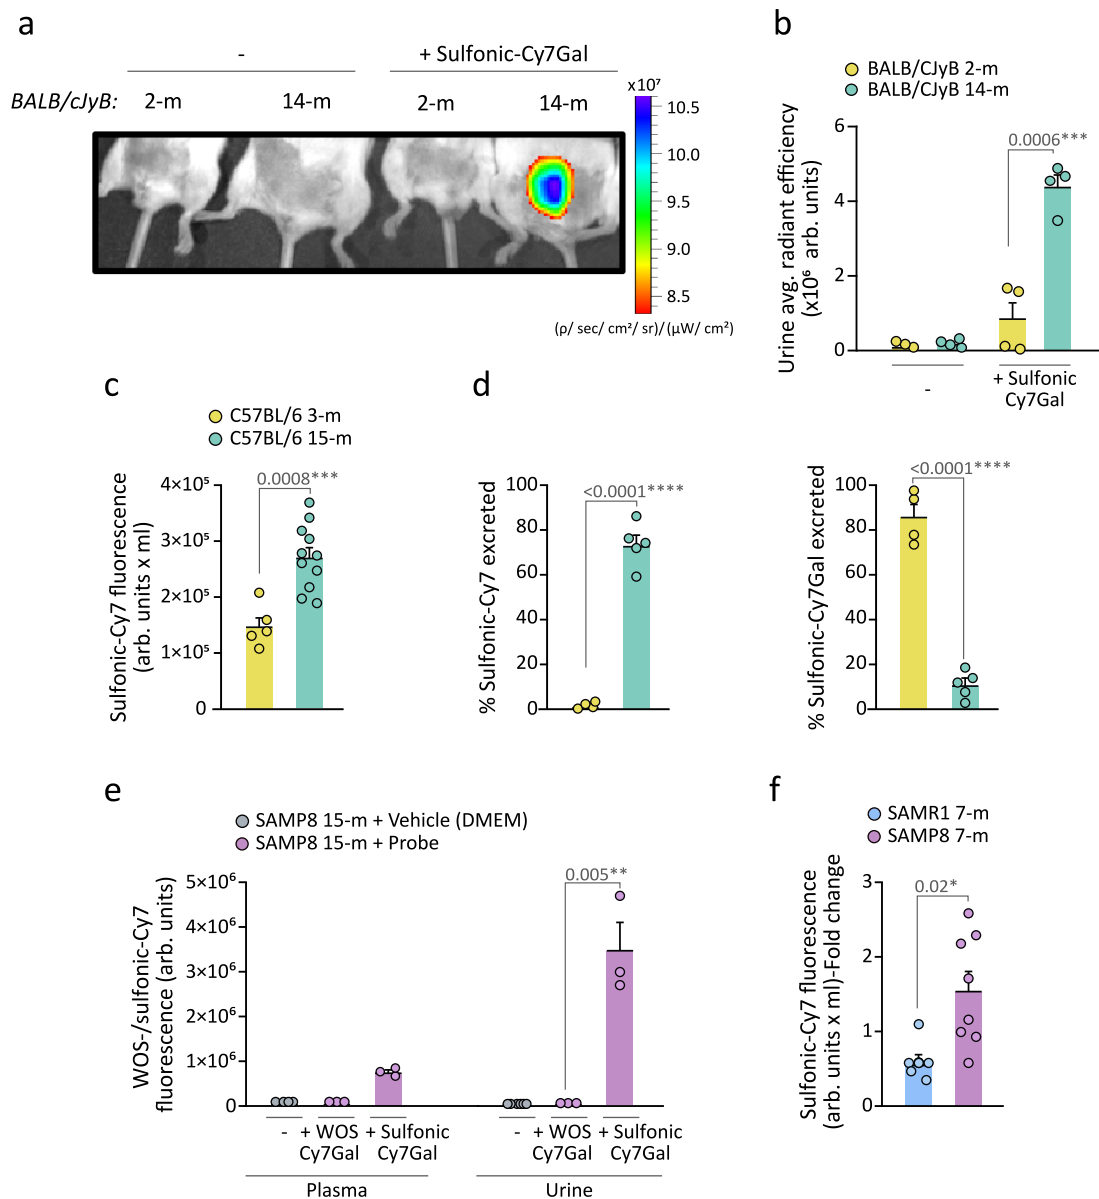 a
-
+ Sulfonic-Cy7Gal
BALB/cJyB: 2-m 14-m 2-m 14-m
x10⁷
10.5
10.0
9.5
9.0
8.5
(ρ/ sec/ cm²/ sr)/ (μW/ cm²)
b
BALB/CJyB 2-m
BALB/CJyB 14-m
Urine avg. radiant efficiency
(x10⁶ arb. units)
6
4
2
0
0.0006***
-
+ Sulfonic
Cy7Gal
c
C57BL/6 3-m
C57BL/6 15-m
Sulfonic-Cy7 fluorescence
(arb. units x ml)
4×10⁵
3×10⁵
2×10⁵
1×10⁵
0
0.0008***
d
% Sulfonic-Cy7 excreted
100
80
60
40
20
0
<0.0001****
% Sulfonic-Cy7Gal excreted
100
80
60
40
20
0
<0.0001****
e
SAMP8 15-m + Vehicle (DMEM)
SAMP8 15-m + Probe
WOS-/sulfonic-Cy7
fluorescence (arb. units)
5×10⁶
4×10⁶
3×10⁶
2×10⁶
1×10⁶
0
0.005**
- + WOS + Sulfonic - + WOS + Sulfonic
Cy7Gal Cy7Gal Cy7Gal Cy7Gal
Plasma Urine
f
SAMR1 7-m
SAMP8 7-m
Sulfonic-Cy7 fluorescence
(arb. units x ml)-Fold change
3
2
1
0
0.02*